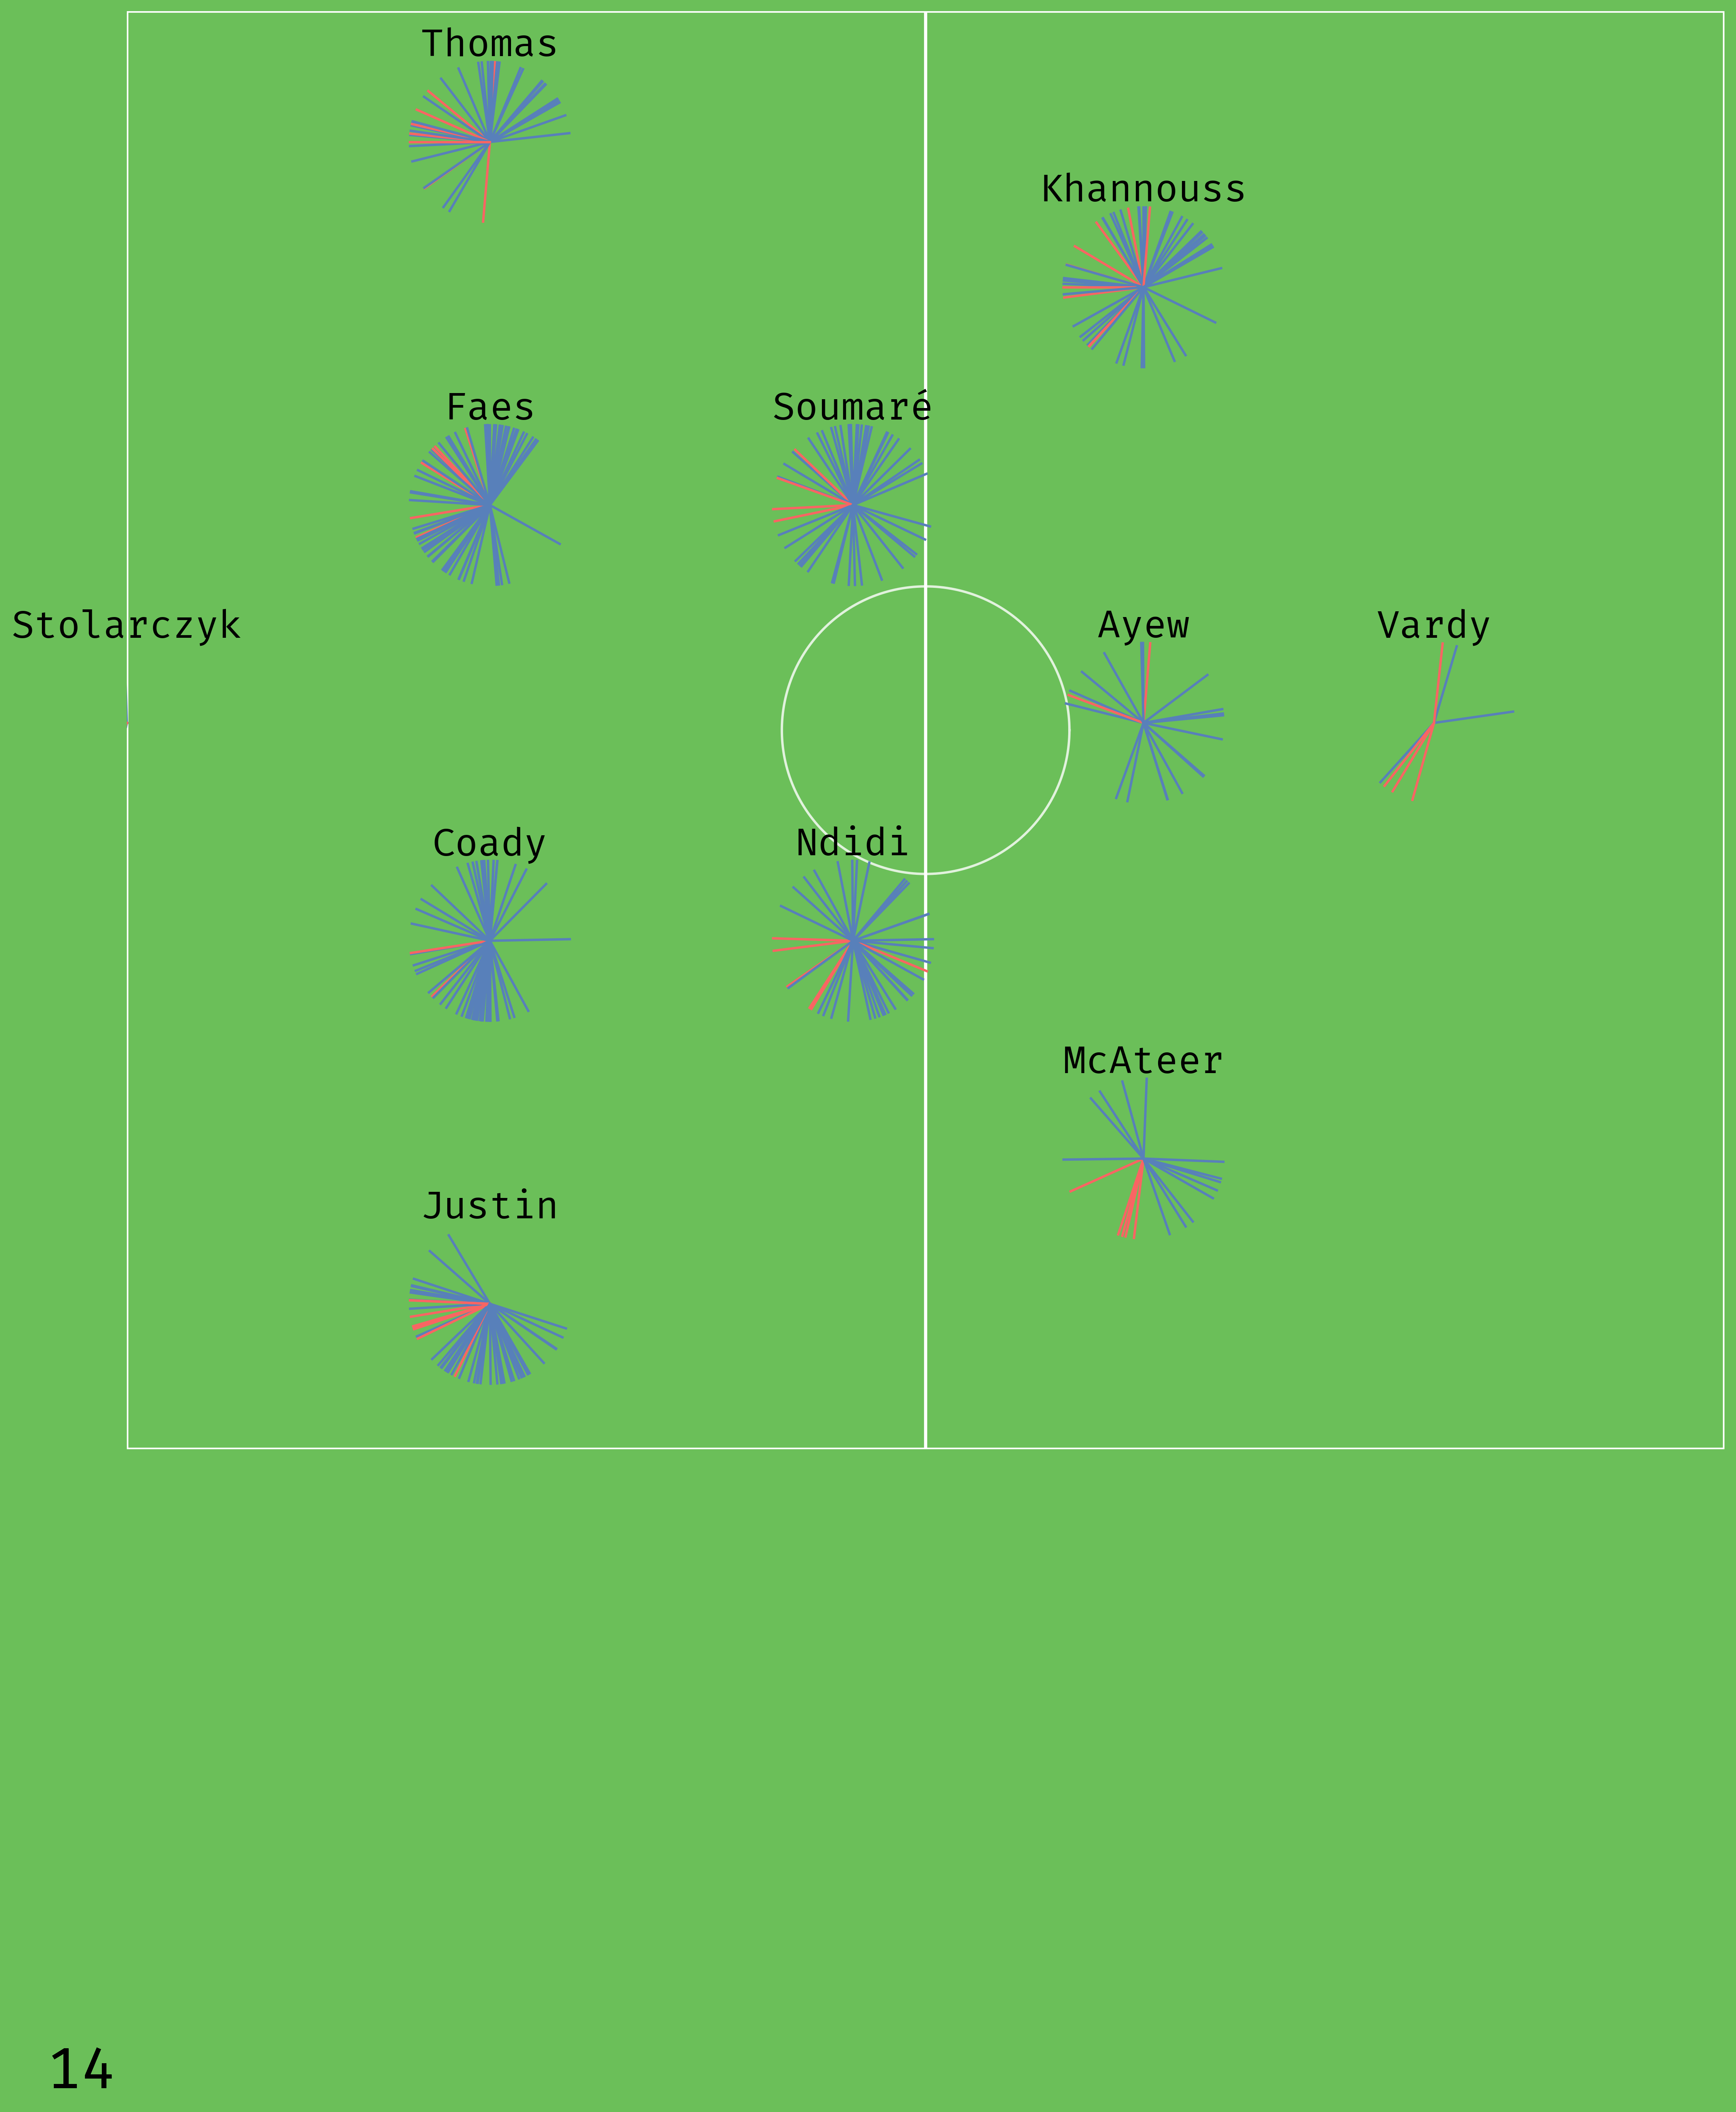 Thomas
Khannouss
Faes
Soumaré
Stolarczyk
Ayew
Vardy
Coady
Ndidi
McAteer
Justin
14